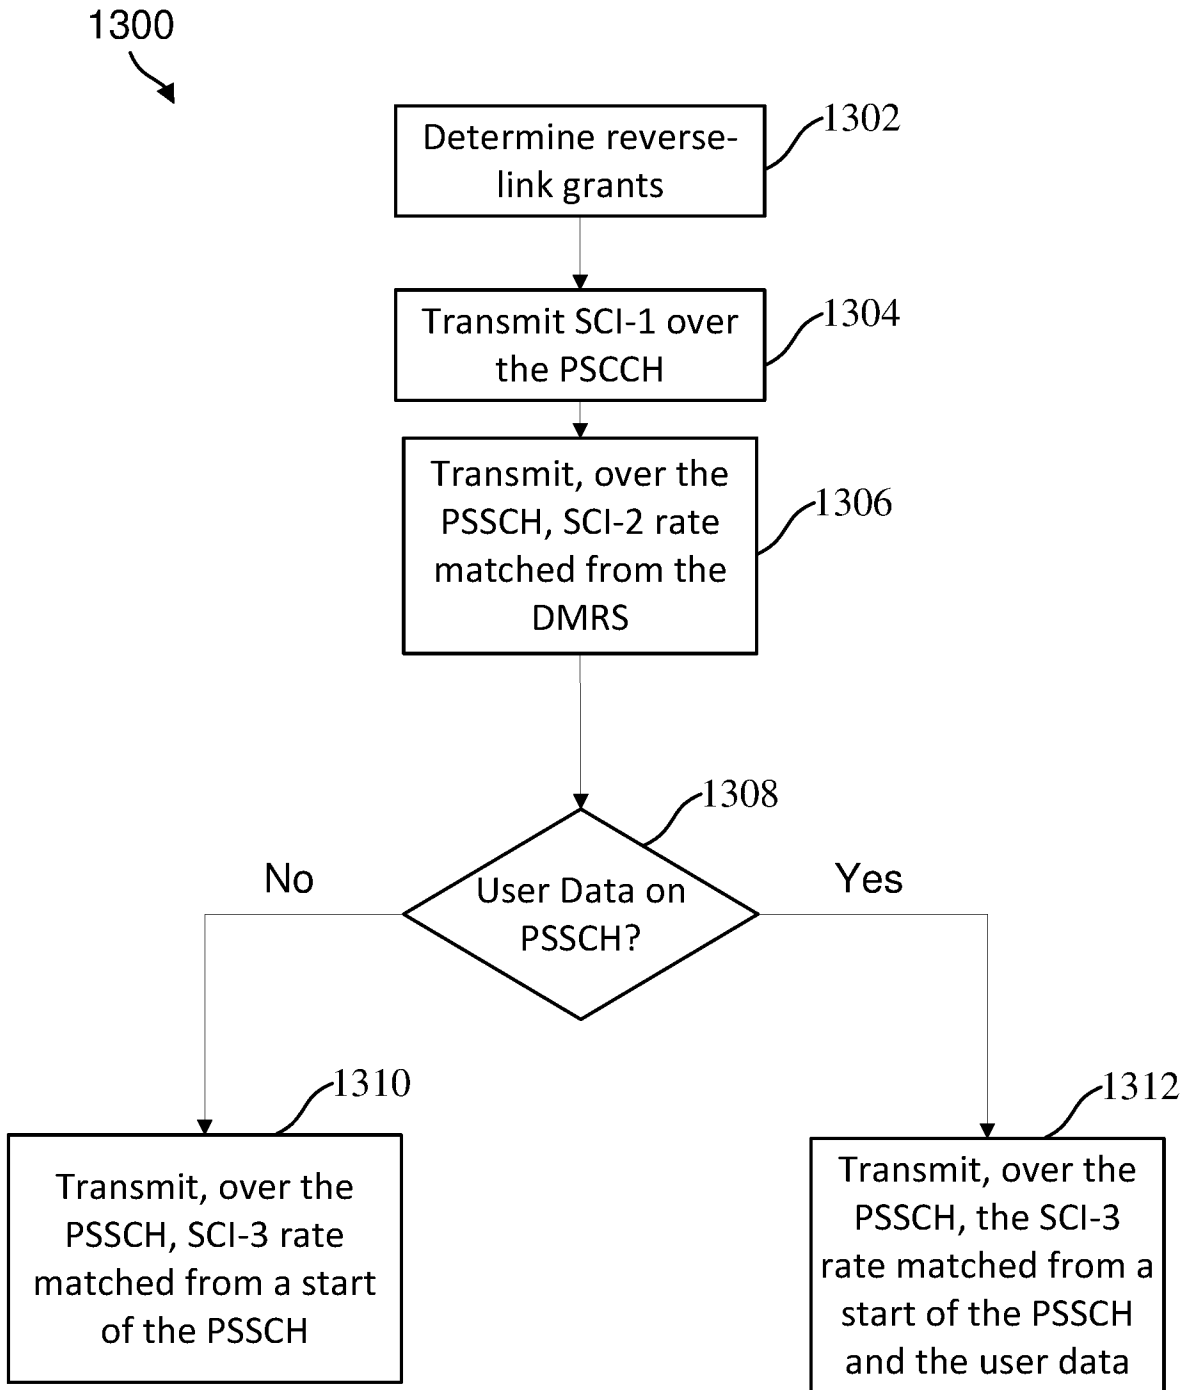 1300
1302
Determine reverse-
link grants
1304
Transmit SCI-1 over
the PSCCH
1306
Transmit, over the
PSSCH, SCI-2 rate
matched from the
DMRS
1308
No
Yes
User Data on
PSSCH?
1310
Transmit, over the
PSSCH, SCI-3 rate
matched from a start
of the PSSCH
1312
Transmit, over the
PSSCH, the SCI-3
rate matched from a
start of the PSSCH
and the user data